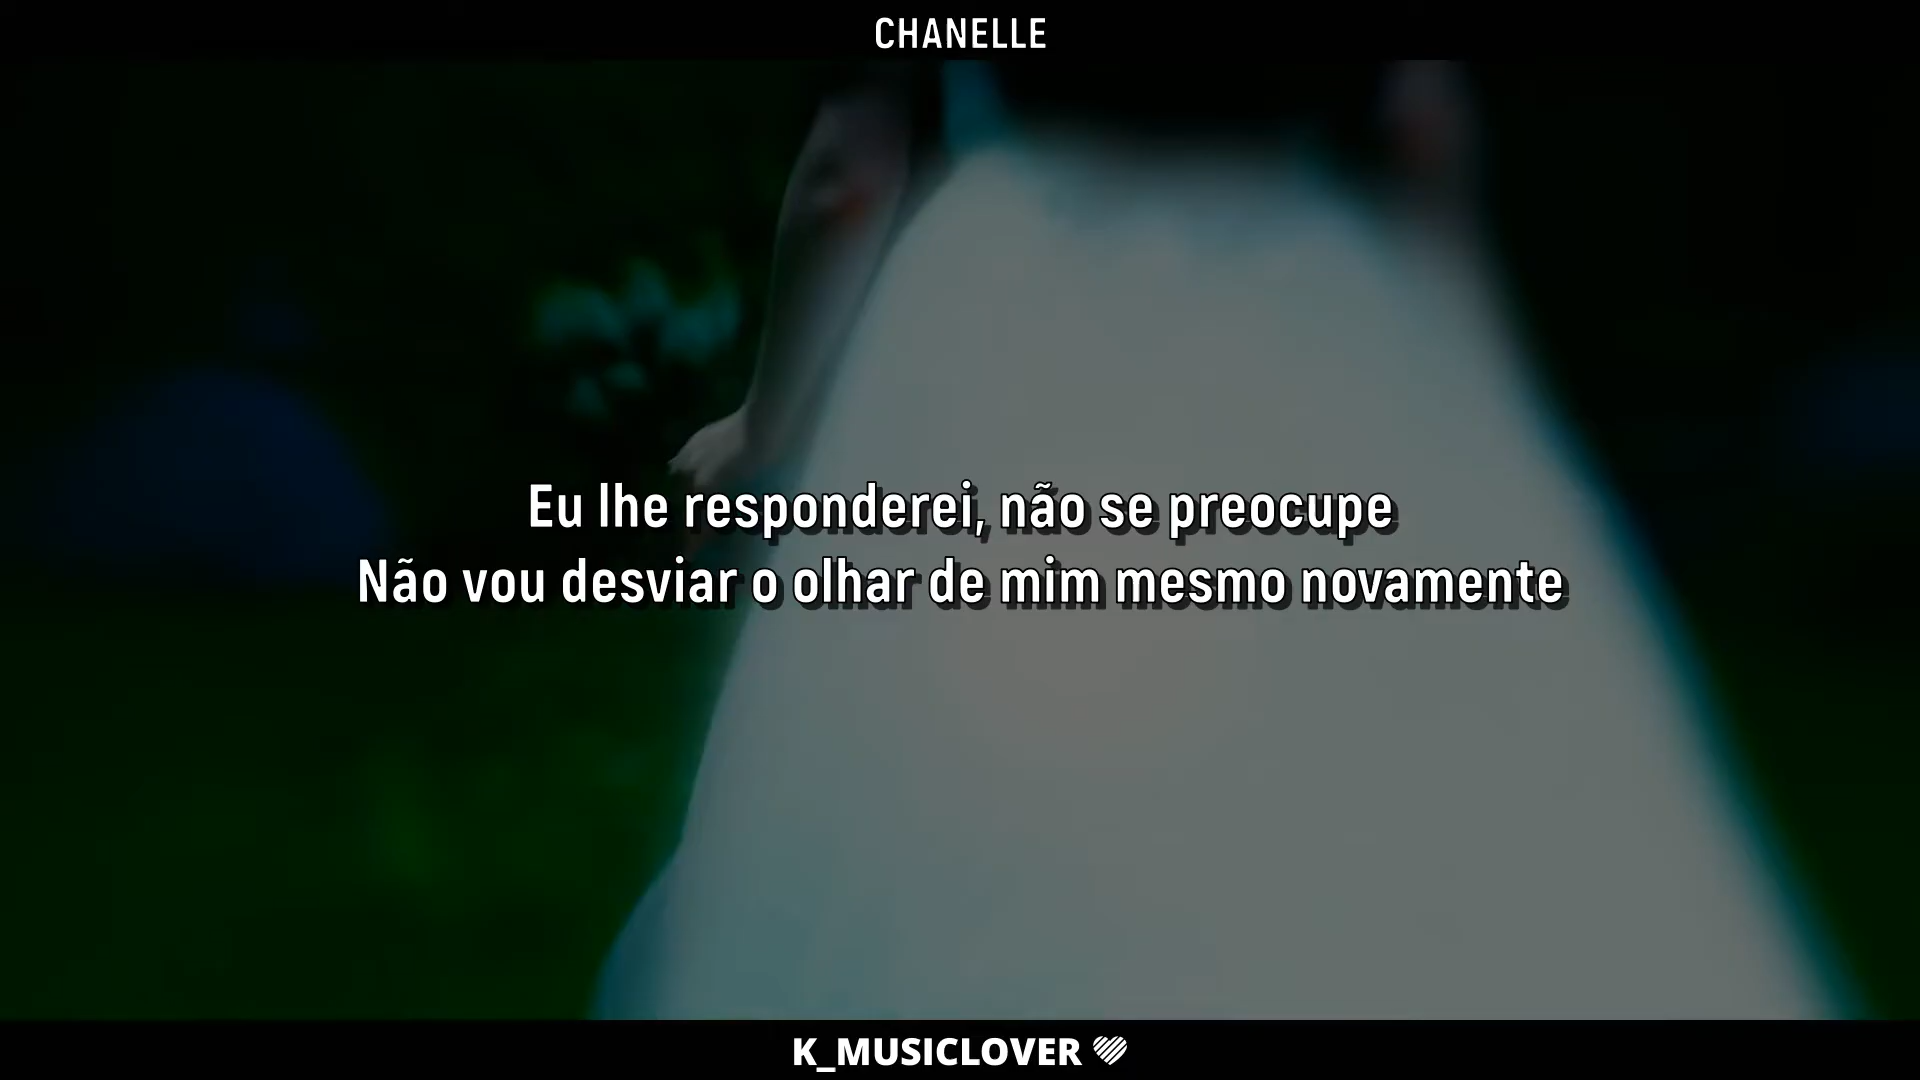 CHANELLE
Eu lhe responderei, não se preocupe
Não vou desviar o olhar de mim mesmo novamente
K_MUSICLOVER